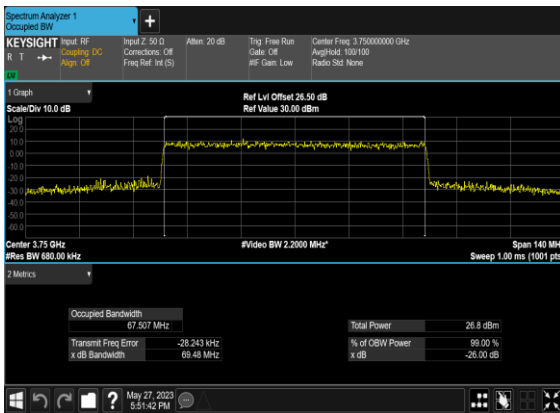 Spectrum Analyzer 1
Occupied BW
+
KEYSIGHT Input: RF Input Z: 50 Ω Atten: 20 dB Trig: Free Run Center Freq: 3.750000000 GHz
R T Coupling: DC Corrections: Off Gate: Off Avg|Hold: 100/100
Align: Off Freq Ref: Int (S) #IF Gain: Low Radio Std: None
LV
1 Graph
Ref Lvl Offset 26.50 dB
Scale/Div 10.0 dB Ref Value 30.00 dBm
Log
20.0
10.0
0.00
-10.0
-20.0
-30.0
-40.0
-50.0
-60.0
Center 3.75 GHz #Video BW 2.2000 MHz* Span 140 MH
#Res BW 680.00 kHz Sweep 1.00 ms (1001 pts
2 Metrics
Occupied Bandwidth
67.507 MHz Total Power 26.8 dBm
Transmit Freq Error -28.243 kHz % of OBW Power 99.00 %
x dB Bandwidth 69.48 MHz x dB -26.00 dB
? May 27, 2023
5:51:42 PM